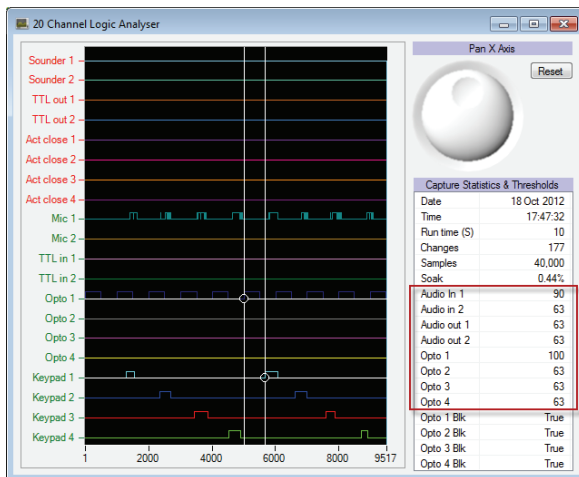 20 Channel Logic Analyser
Sounder 1
Sounder 2
TTL out 1
TTL out 2
Act close 1
Act close 2
Act close 3
Act close 4
Mic 1
Mic 2
TTL in 1
TTL in 2
Opto 1
Opto 2
Opto 3
Opto 4
Keypad 1
Keypad 2
Keypad 3
Keypad 4
1 2000 4000 6000 8000 9517
Pan X Axis
Reset
Capture Statistics & Thresholds
Date 18 Oct 2012
Time 17:47:32
Run time (S) 10
Changes 177
Samples 40,000
Soak 0.44%
Audio In 1 90
Audio in 2 63
Audio out 1 63
Audio out 2 63
Opto 1 100
Opto 2 63
Opto 3 63
Opto 4 63
Opto 1 Blk True
Opto 2 Blk True
Opto 3 Blk True
Opto 4 Blk True